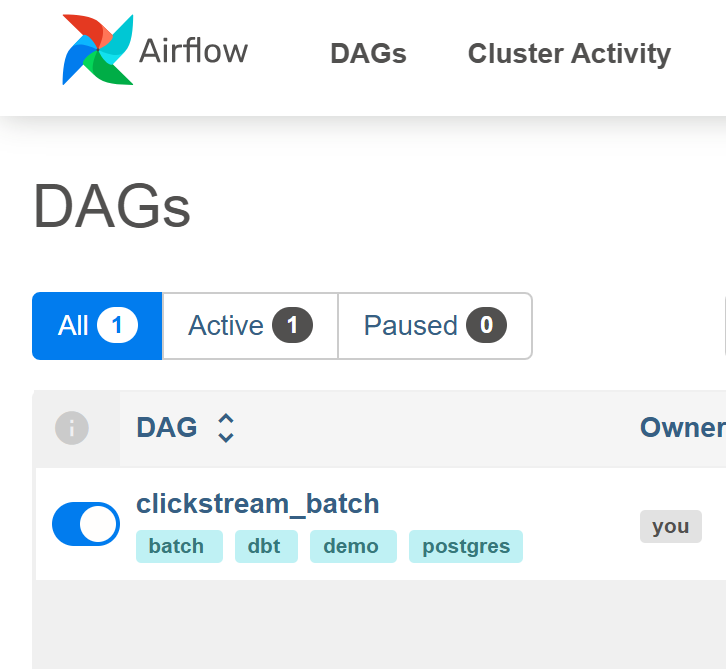 Airflow DAGs Cluster Activity
DAGs
All 1 Active 1 Paused 0
i DAG Owner
clickstream_batch
you
batch dbt demo postgres